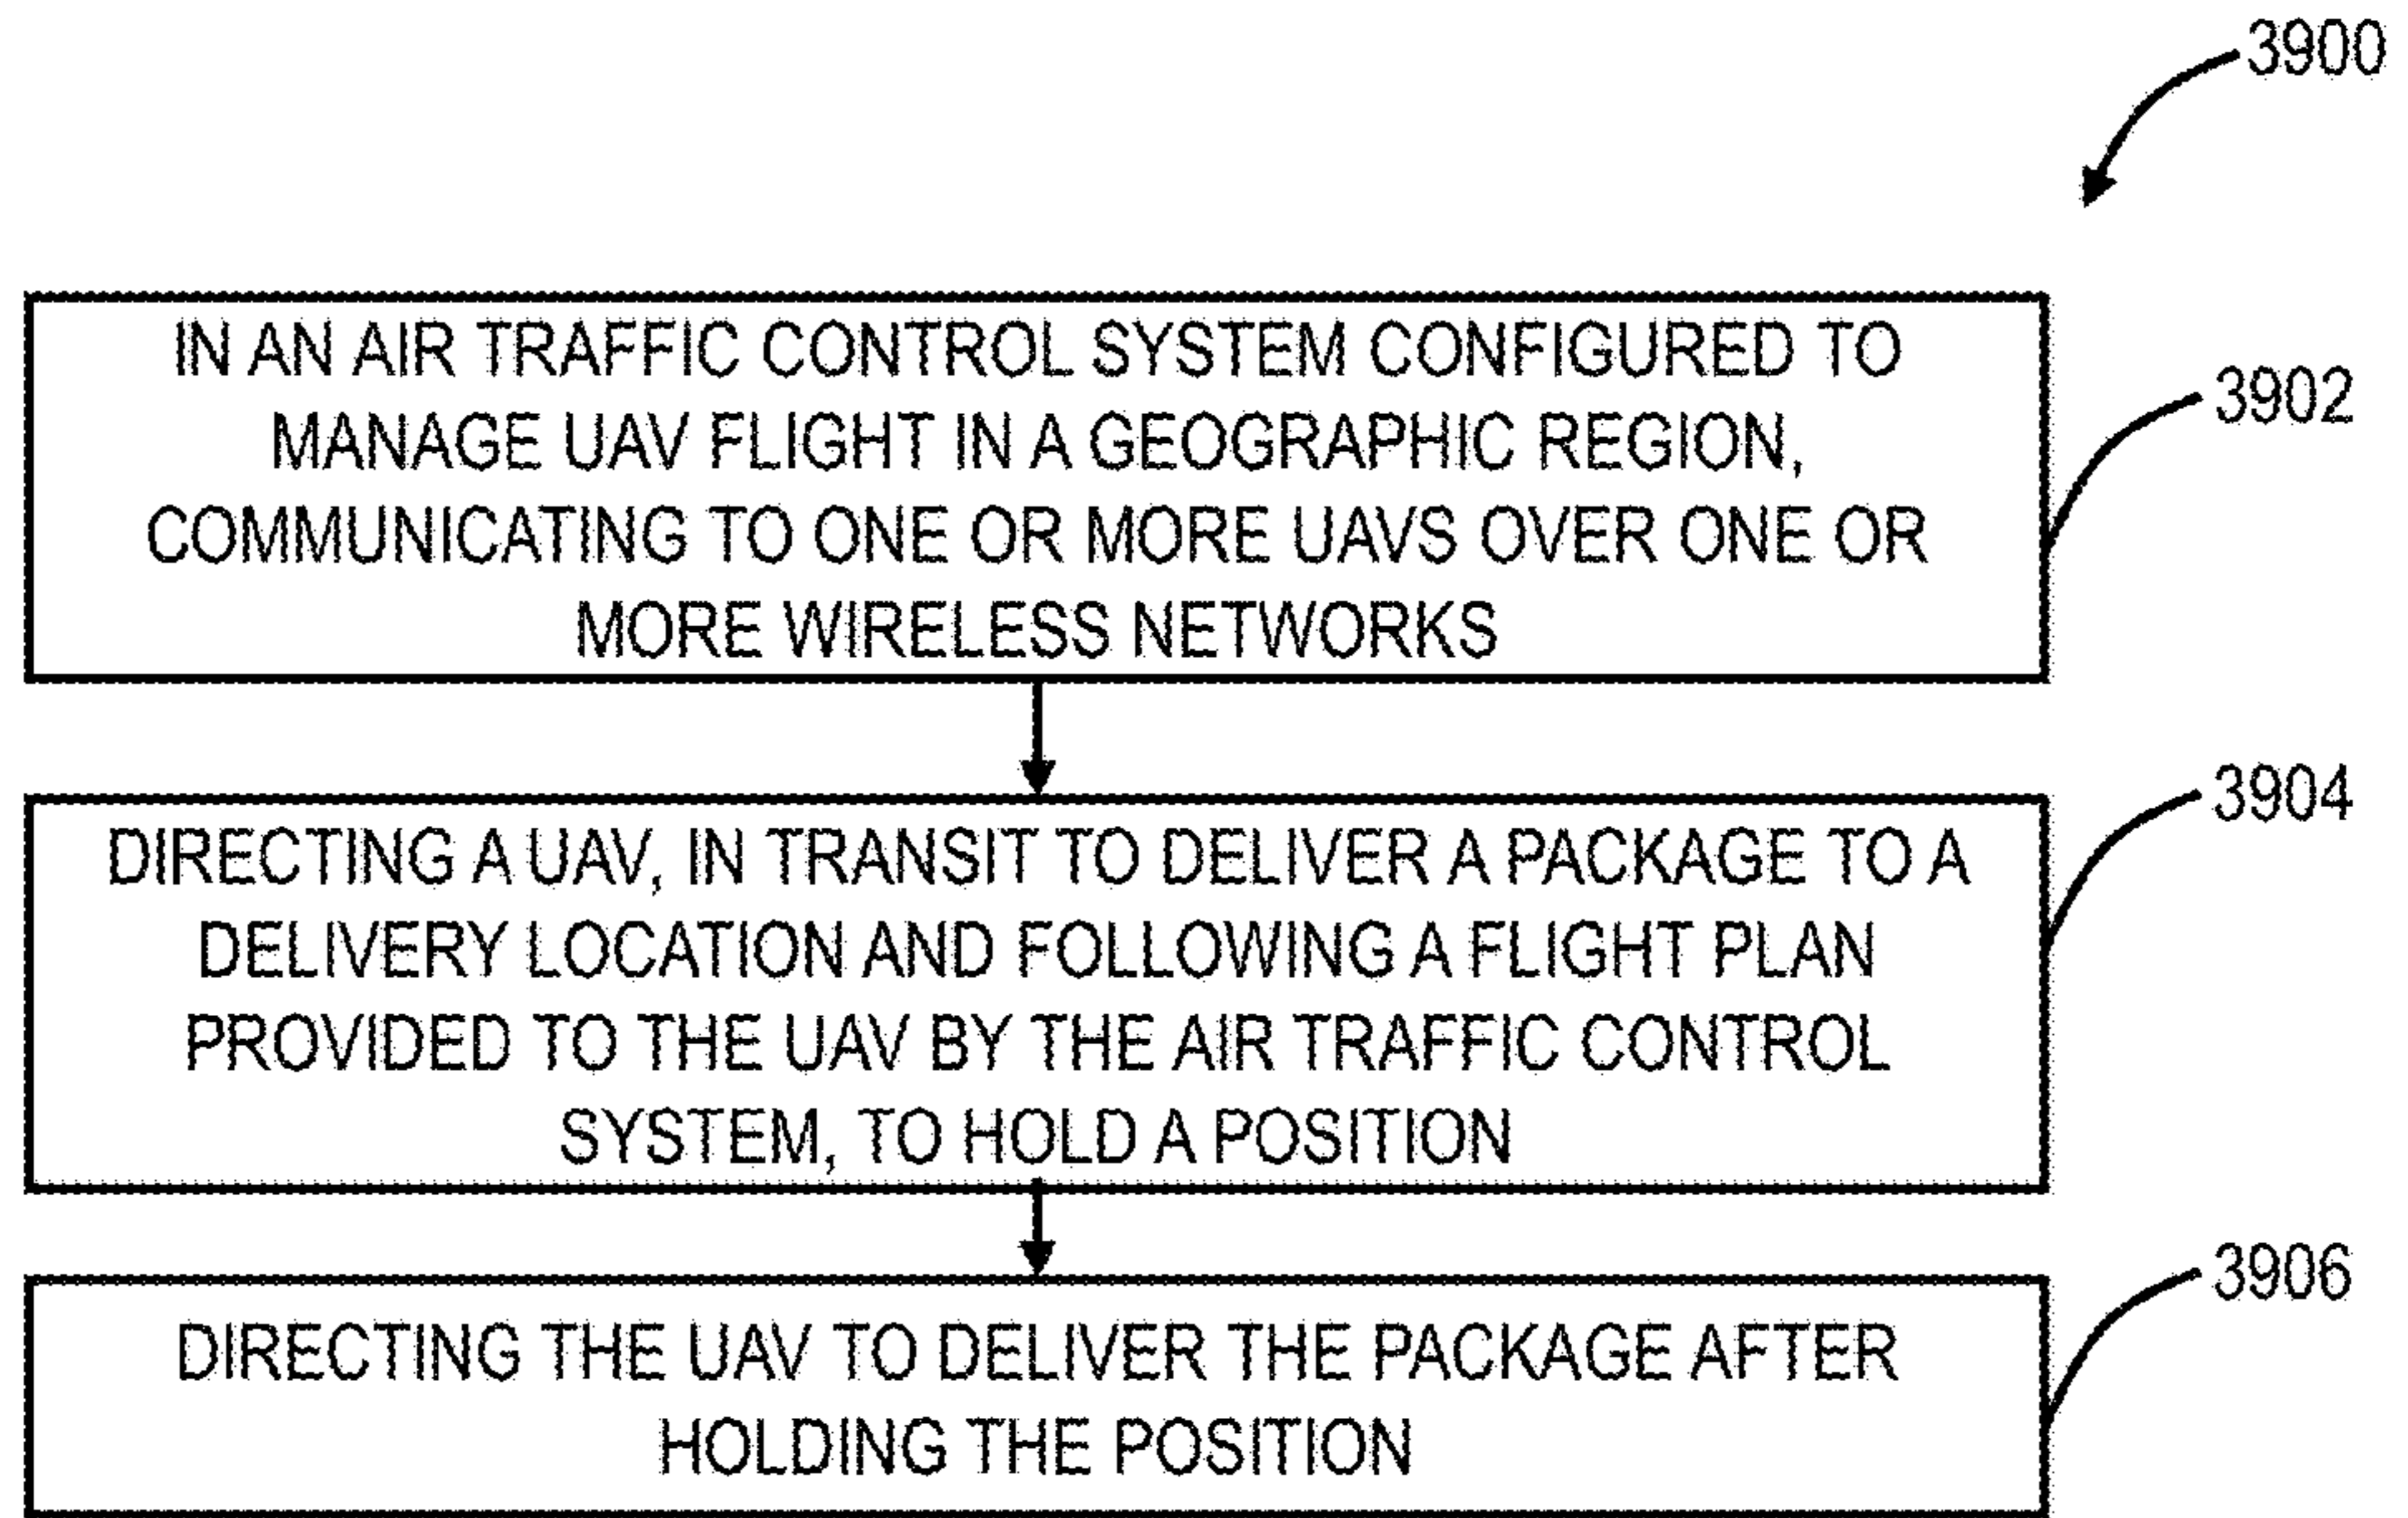 3900
IN AN AIR TRAFFIC CONTROL SYSTEM CONFIGURED TO
MANAGE UAV FLIGHT IN A GEOGRAPHIC REGION,
COMMUNICATING TO ONE OR MORE UAVS OVER ONE OR
MORE WIRELESS NETWORKS
3902
DIRECTING A UAV, IN TRANSIT TO DELIVER A PACKAGE TO A
DELIVERY LOCATION AND FOLLOWING A FLIGHT PLAN
PROVIDED TO THE UAV BY THE AIR TRAFFIC CONTROL
SYSTEM, TO HOLD A POSITION
3904
DIRECTING THE UAV TO DELIVER THE PACKAGE AFTER
HOLDING THE POSITION
3906